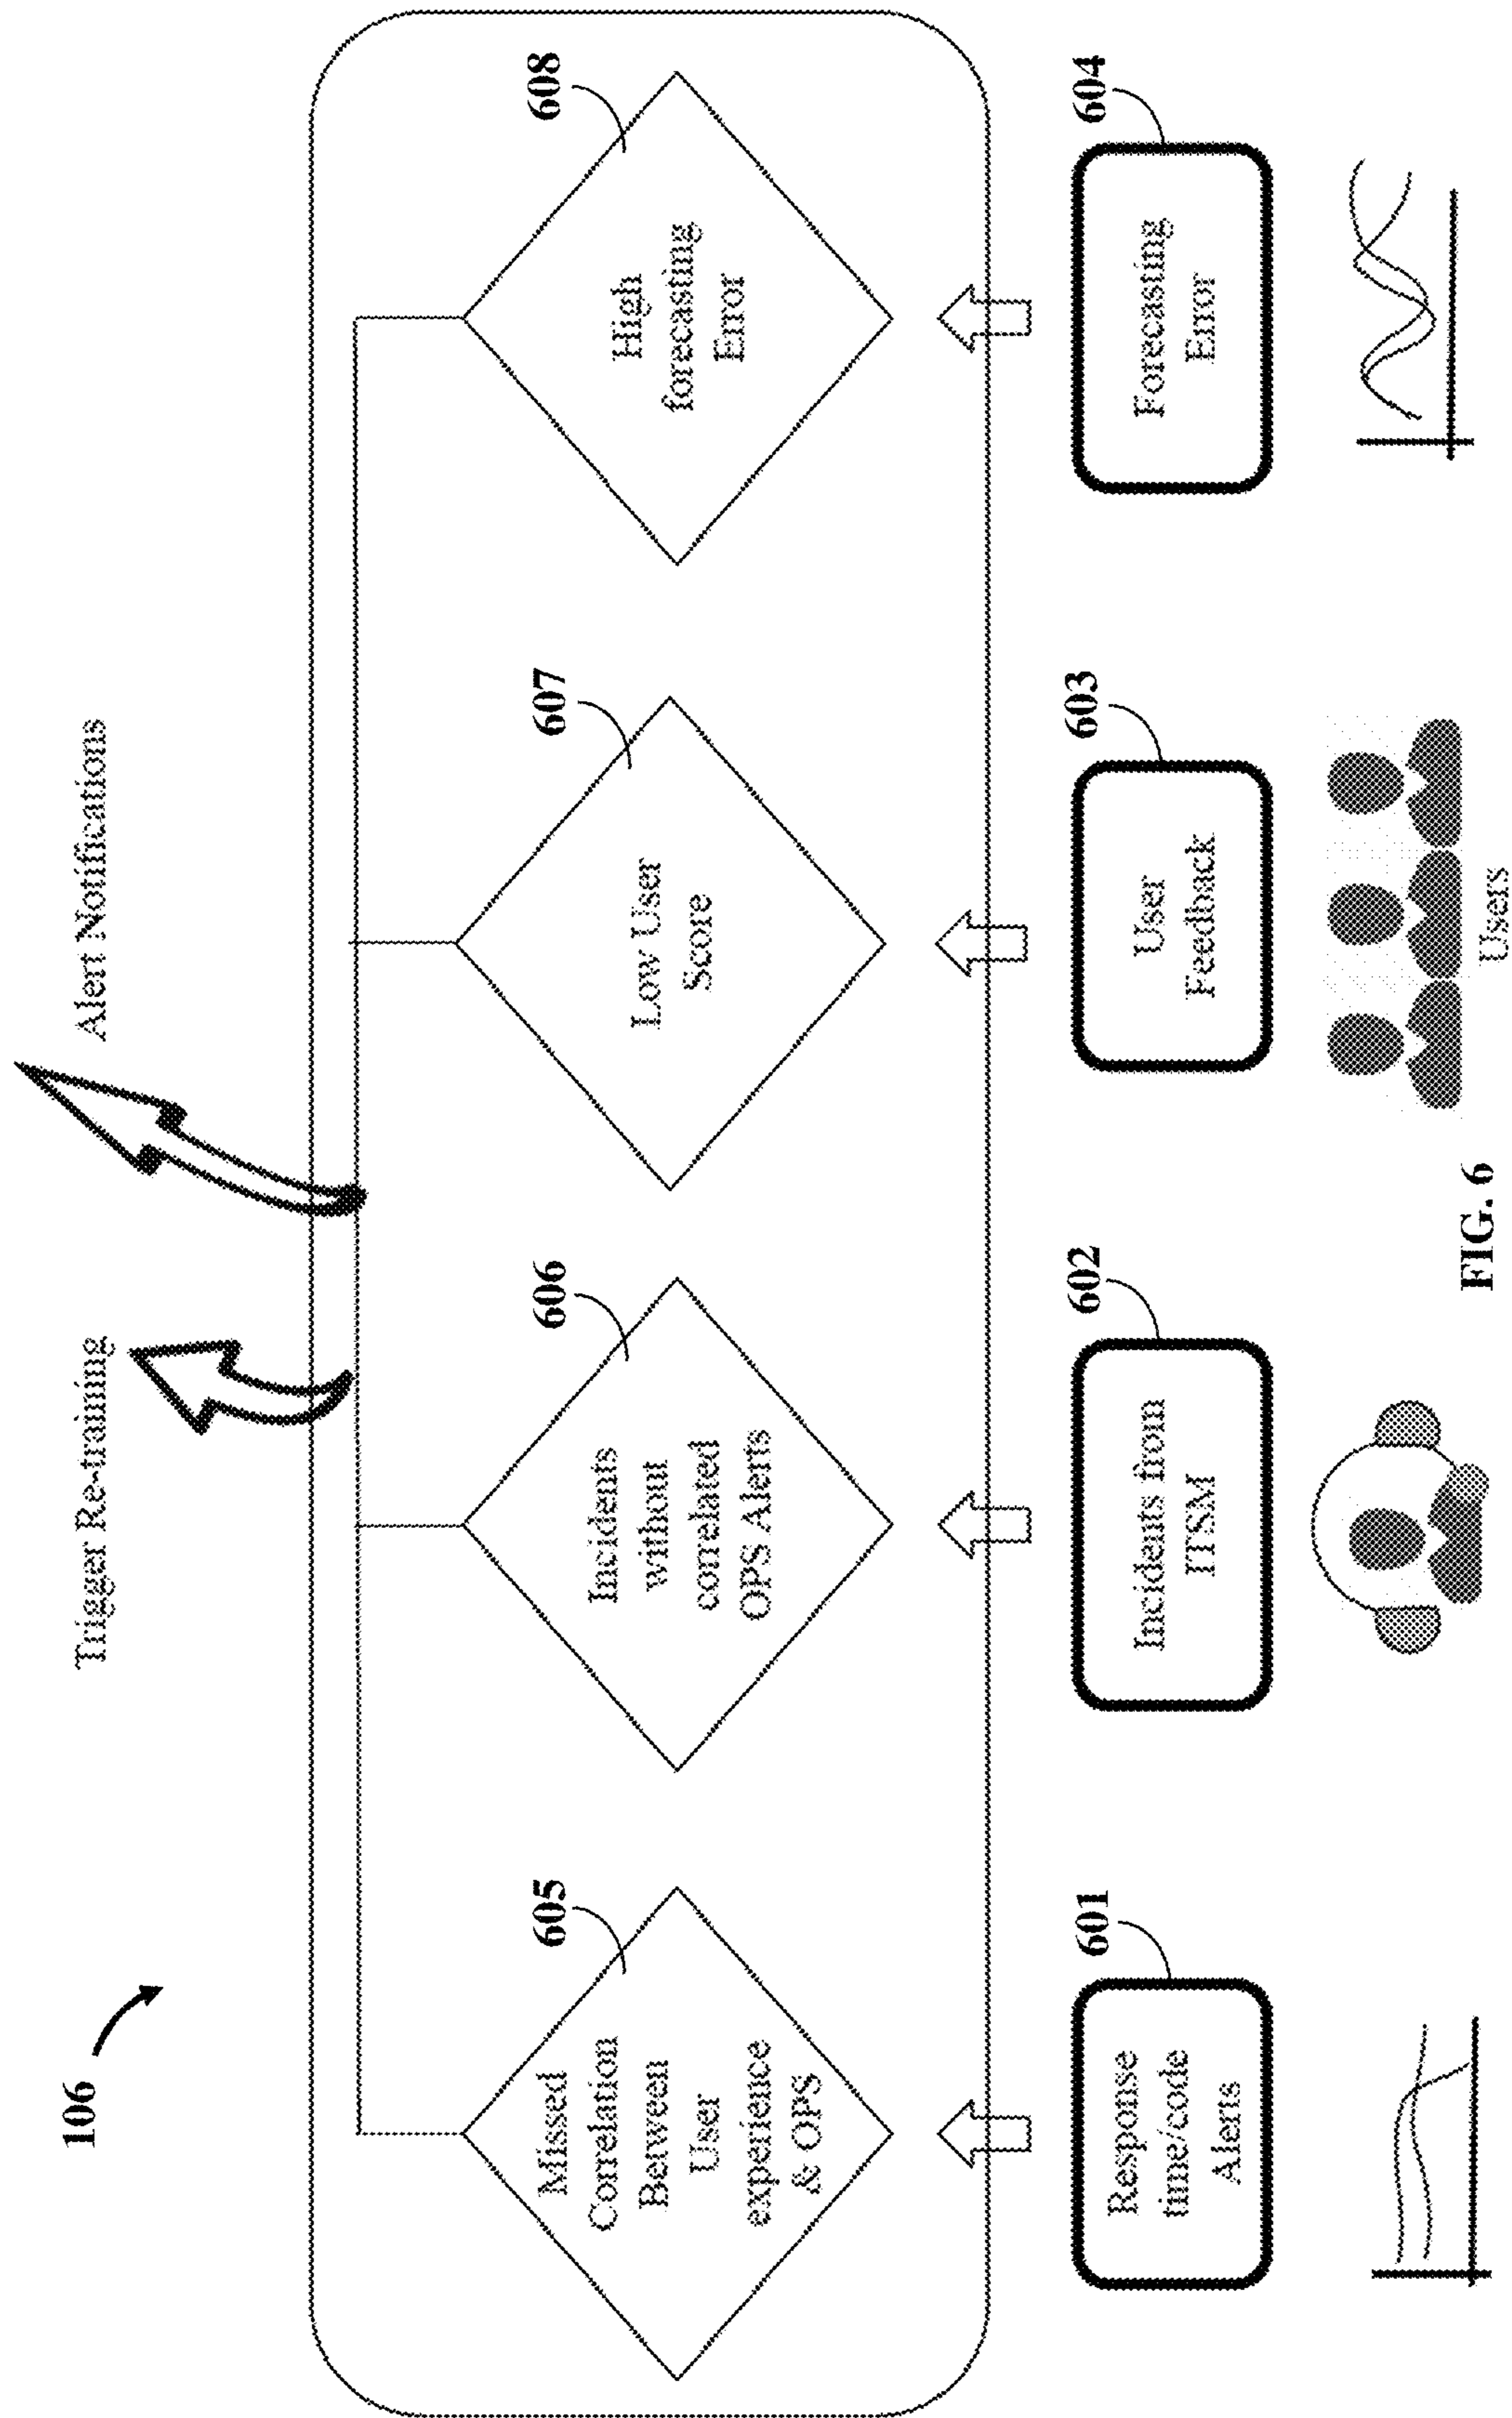 106
Trigger Re-training
Alert Notifications
605
Missed
Correlation
Between
User
experience
& OPS
606
Incidents
without
correlated
OPS Alerts
607
Low User
Score
608
High
forecasting
Error
601
Response
time/code
Alerts
602
Incidents from
ITSM
603
User
Feedback
604
Forecasting
Error
Users
FIG. 6